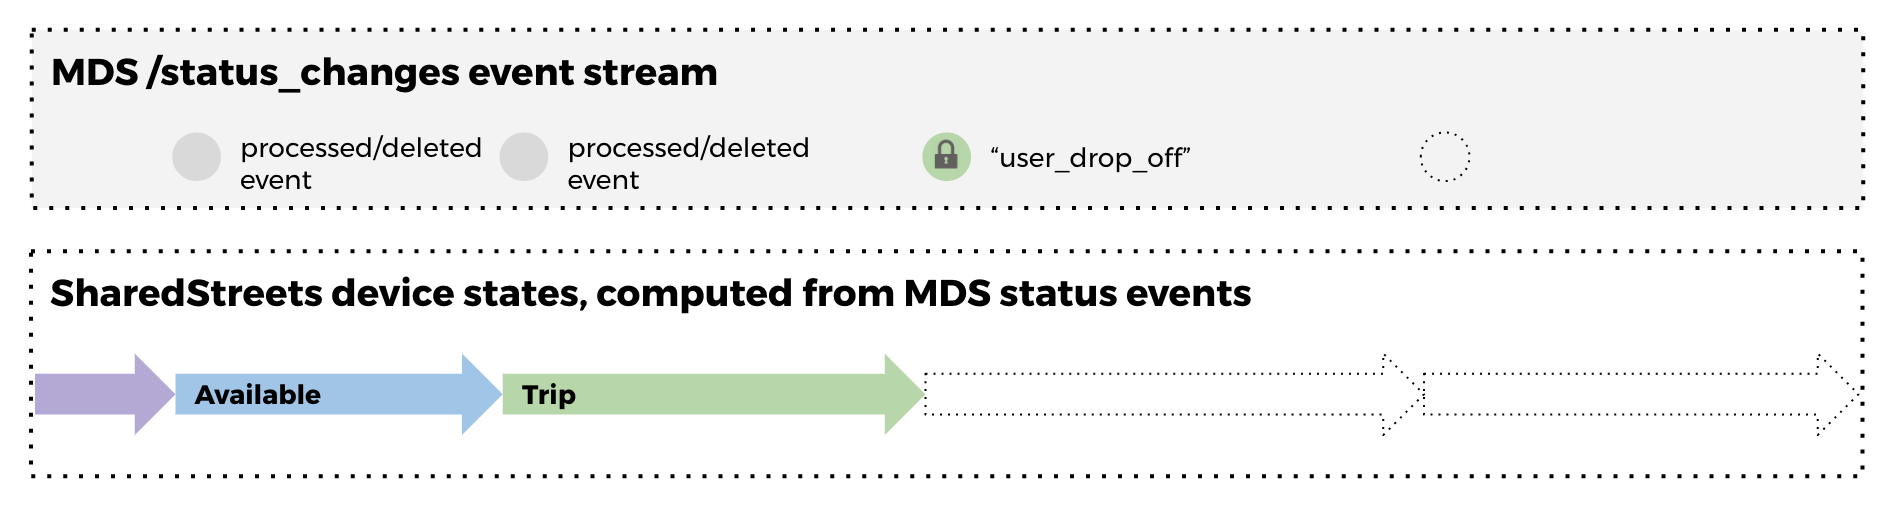 MDS /status_changes event stream
processed/deleted
event
processed/deleted
event
“user_drop_off”
SharedStreets device states, computed from MDS status events
Available
Trip